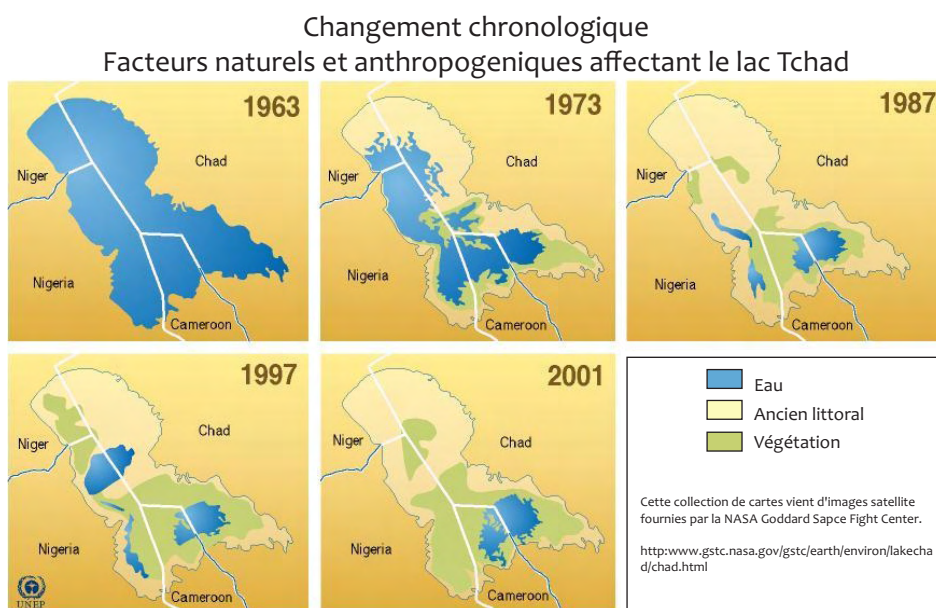 Changement chronologique
Facteurs naturels et anthropogeniques affectant le lac Tchad
1963
Niger
Chad
Nigeria
Cameroon
1973
Niger
Chad
Nigeria
Cameroon
1987
Niger
Chad
Nigeria
Cameroon
1997
Niger
Chad
Nigeria
Cameroon
UNEP
2001
Niger
Chad
Nigeria
Cameroon
Eau
Ancien littoral
Végétation
Cette collection de cartes vient d'images satellite
fournies par la NASA Goddard Sapce Fight Center.
http:www.gstc.nasa.gov/gstc/earth/environ/lakecha
d/chad.html